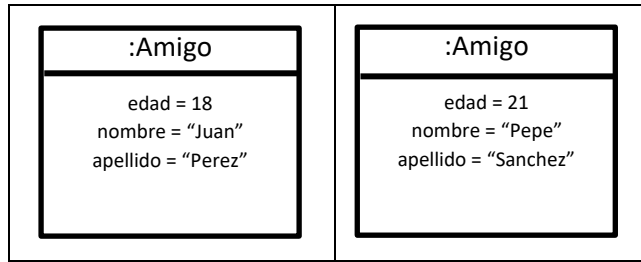 :Amigo
edad = 18
nombre = “Juan”
apellido = “Perez”
:Amigo
edad = 21
nombre = “Pepe”
apellido = “Sanchez”